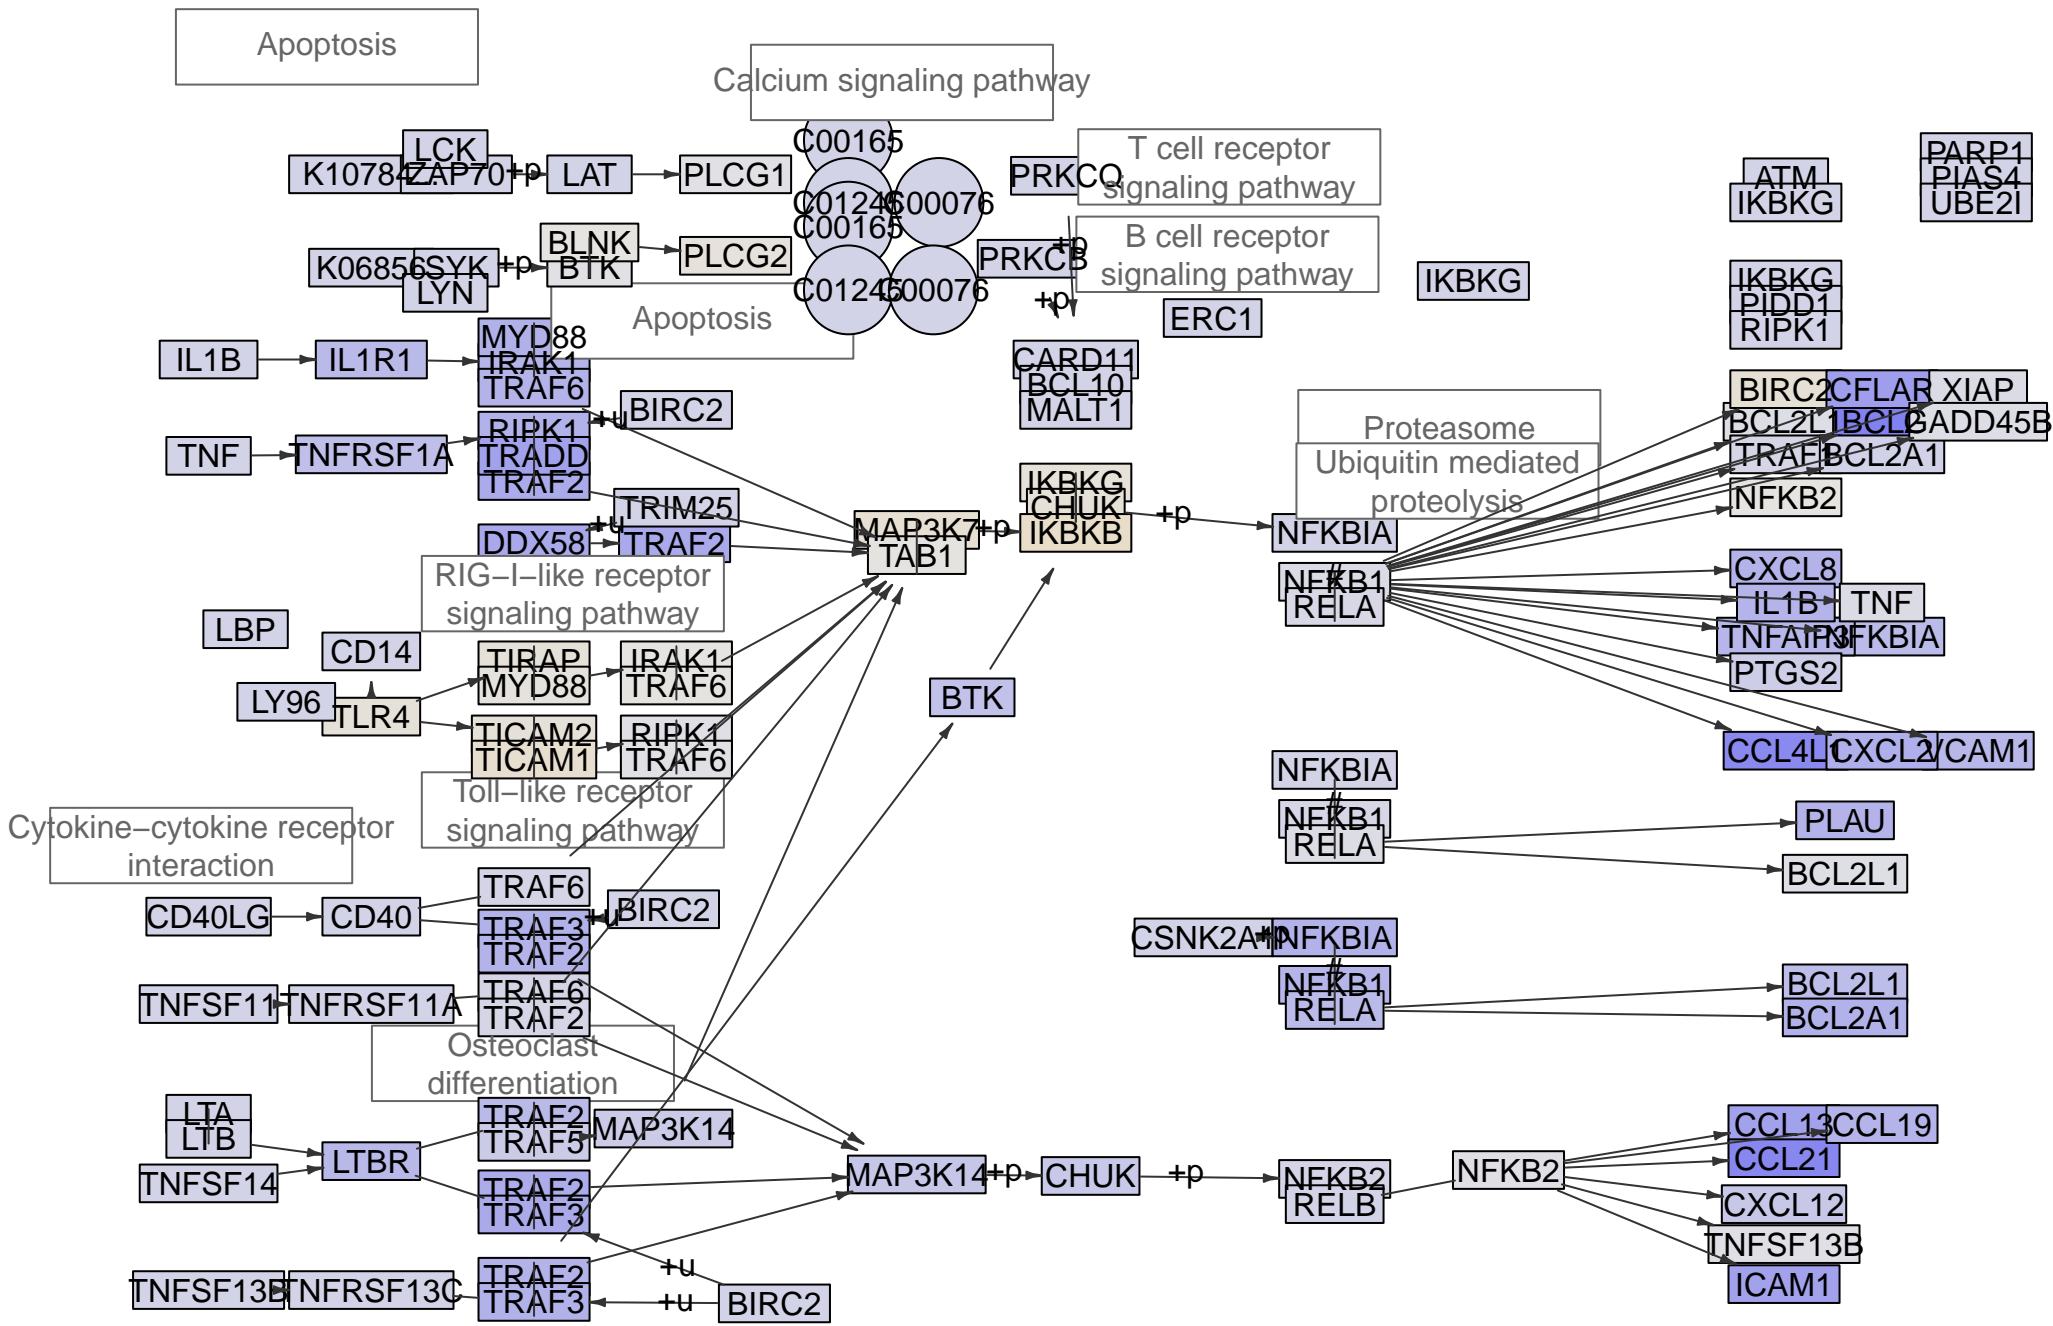 Apoptosis
Calcium signaling pathway
C00165
T cell receptor
signaling pathway
PRKCQ
LCK
K10784
ZAP70
+p
LAT
PLCG1
C01245
C00076
C00165
ATM
IKBKG
PARP1
PIAS4
UBE2I
B cell receptor
signaling pathway
PRKCB
+p
+p
BLNK
BTK
PLCG2
K06856
SYK
+p
LYN
C01245
C00076
IKBKG
IKBKG
PIDD1
RIPK1
ERC1
Apoptosis
IL1B
IL1R1
MYD88
IRAK1
TRAF6
CARD11
BCL10
MALT1
BIRC2
CFLAR
XIAP
BCL2L1
BCL2
GADD45B
TRAF1
BCL2A1
NFKB2
BIRC2
+u
TNF
TNFRSF1A
RIPK1
TRADD
TRAF2
Proteasome
Ubiquitin mediated
proteolysis
TRIM25
+u
DDX58
TRAF2
MAP3K7
TAB1
+p
IKBKG
CHUK
IKBKB
+p
NFKBIA
NFKB1
RELA
CXCL8
IL1B
TNF
TNFAIP3
NFKBIA
PTGS2
RIG−I−like receptor
signaling pathway
LBP
CD14
LY96
TLR4
TIRAP
MYD88
IRAK1
TRAF6
TICAM2
TICAM1
RIPK1
TRAF6
BTK
CCL4L1
CXCL2
VCAM1
Toll−like receptor
signaling pathway
Cytokine−cytokine receptor
interaction
NFKBIA
NFKB1
RELA
PLAU
BCL2L1
CD40LG
CD40
TRAF6
TRAF3
TRAF2
+u
BIRC2
CSNK2A1
+p
NFKBIA
NFKB1
RELA
BCL2L1
BCL2A1
TNFSF11
TNFRSF11A
TRAF6
TRAF2
Osteoclast
differentiation
LTA
LTB
TNFSF14
LTBR
TRAF2
TRAF5
MAP3K14
TRAF2
TRAF3
MAP3K14
+p
CHUK
+p
NFKB2
RELB
NFKB2
CCL13
CCL19
CCL21
CXCL12
TNFSF13B
ICAM1
TNFSF13B
TNFRSF13C
TRAF2
TRAF3
+u
+u
BIRC2